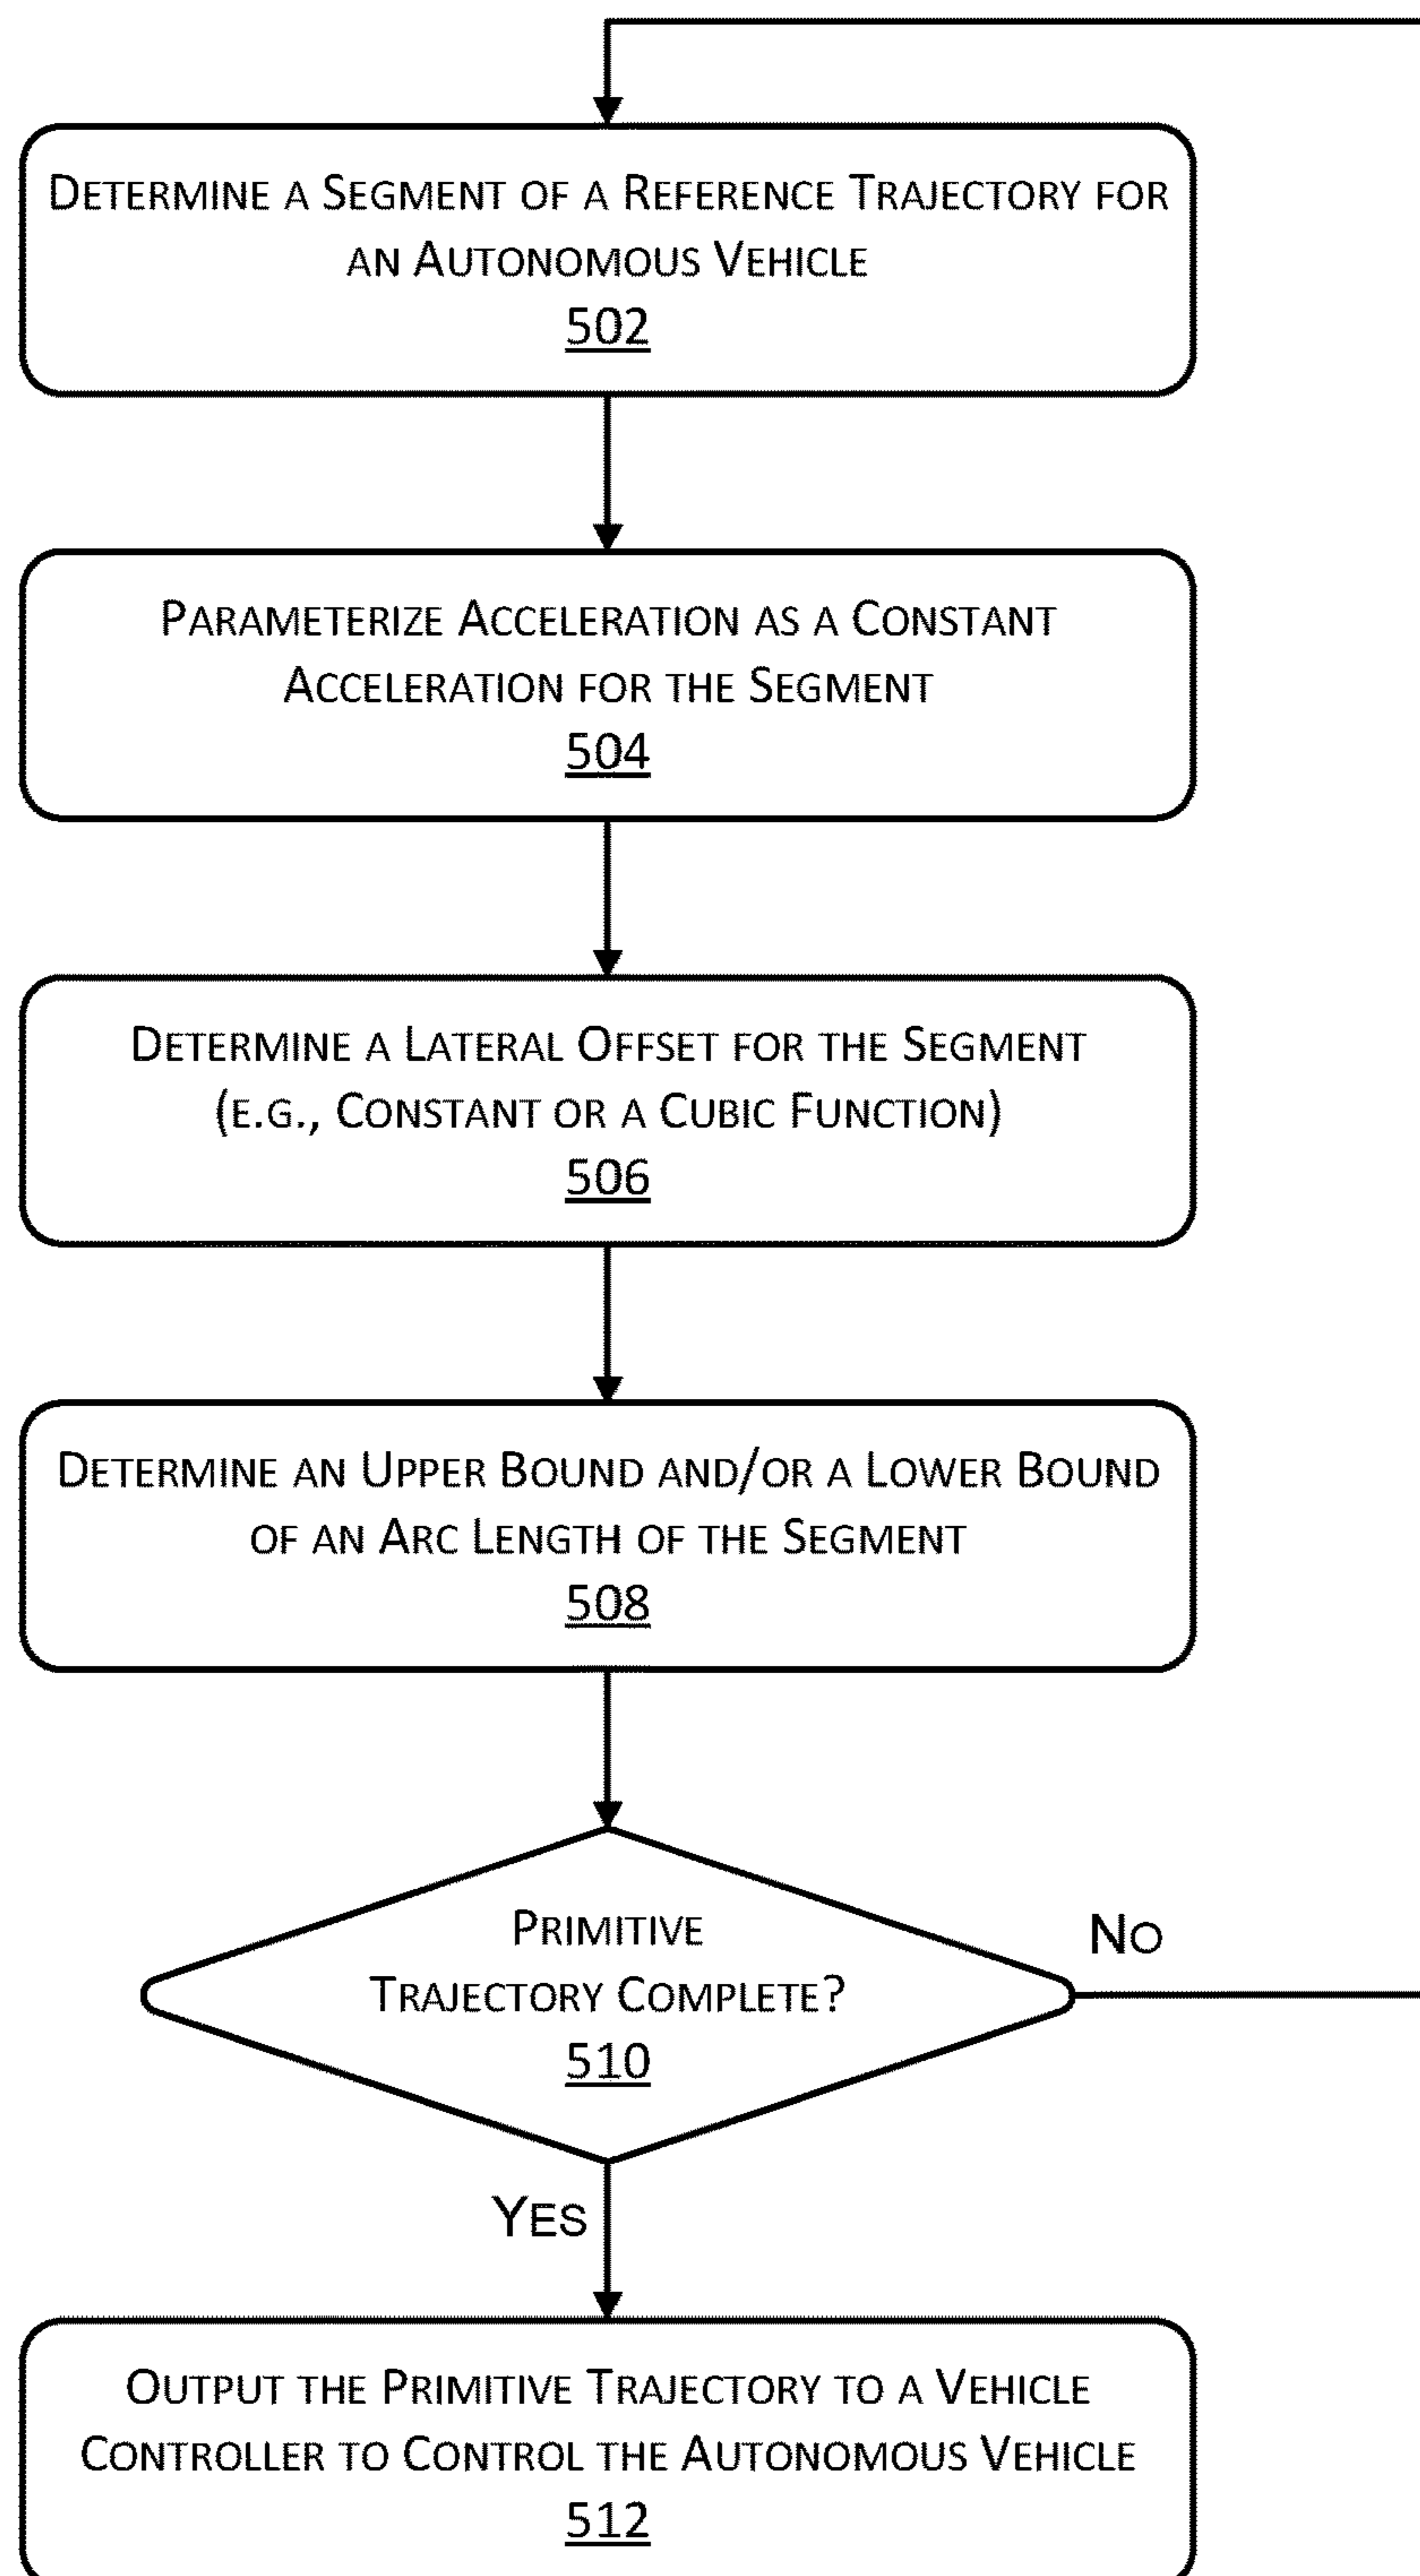 Determine a Segment of a Reference Trajectory for
an Autonomous Vehicle
502
Parameterize Acceleration as a Constant
Acceleration for the Segment
504
Determine a Lateral Offset for the Segment
(e.g., Constant or a Cubic Function)
506
Determine an Upper Bound and/or a Lower Bound
of an Arc Length of the Segment
508
Primitive
Trajectory Complete?
510
No
Yes
Output the Primitive Trajectory to a Vehicle
Controller to Control the Autonomous Vehicle
512